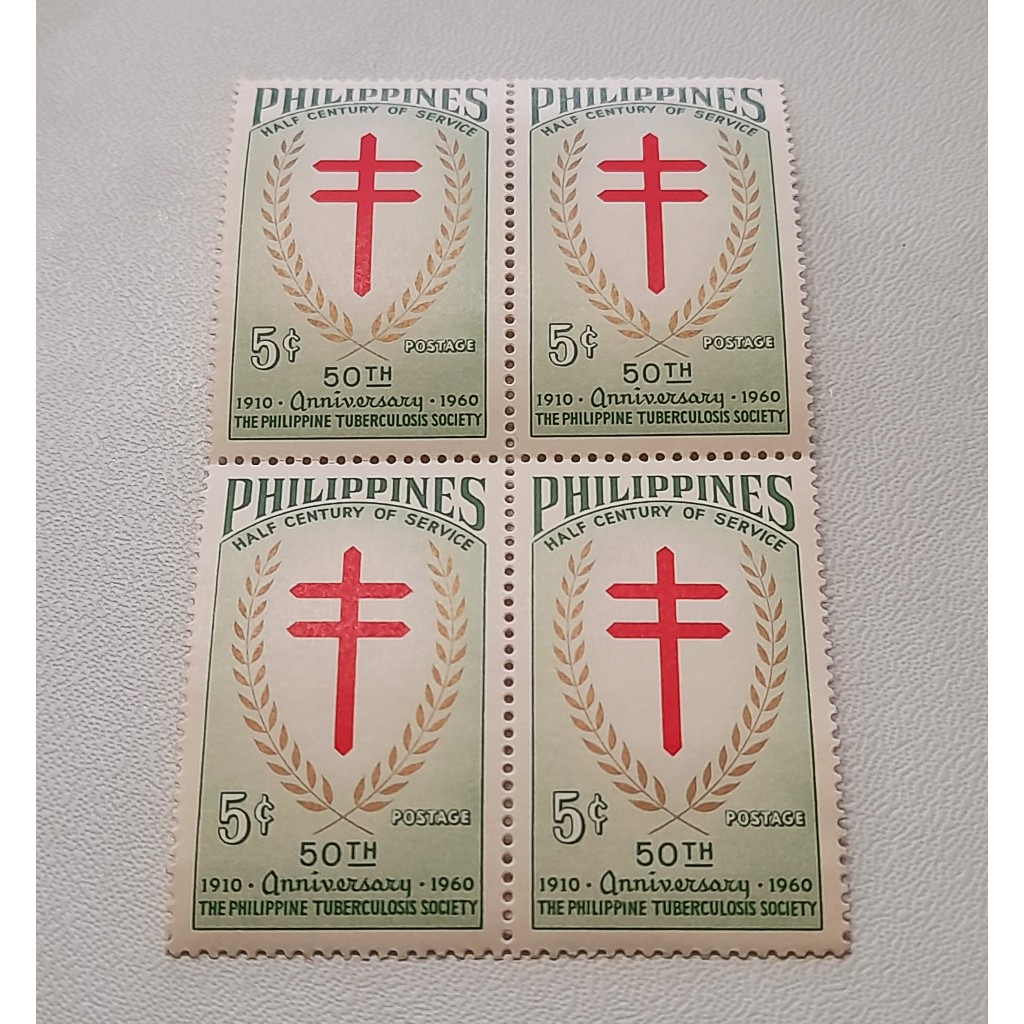 PHILIPPINES
HALF CENTURY OF SERVICE
5¢
POSTAGE
50TH
1910 · Anniversary · 1960
THE PHILIPPINE TUBERCULOSIS SOCIETY
PHILIPPINES
HALF CENTURY OF SERVICE
5¢
POSTAGE
50TH
1910 · Anniversary · 1960
THE PHILIPPINE TUBERCULOSIS SOCIETY
PHILIPPINES
HALF CENTURY OF SERVICE
5¢
POSTAGE
50TH
1910 · Anniversary · 1960
THE PHILIPPINE TUBERCULOSIS SOCIETY
PHILIPPINES
HALF CENTURY OF SERVICE
5¢
POSTAGE
50TH
1910 · Anniversary · 1960
THE PHILIPPINE TUBERCULOSIS SOCIETY